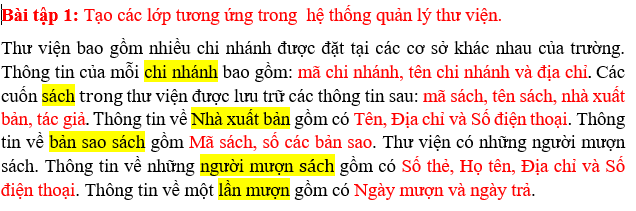 Bài tập 1: Tạo các lớp tương ứng trong hệ thống quản lý thư viện.
Thư viện bao gồm nhiều chi nhánh được đặt tại các cơ sở khác nhau của trường.
Thông tin của mỗi chi nhánh bao gồm: mã chi nhánh, tên chi nhánh và địa chỉ. Các
cuốn sách trong thư viện được lưu trữ các thông tin sau: mã sách, tên sách, nhà xuất
bản, tác giả. Thông tin về Nhà xuất bản gồm có Tên, Địa chỉ và Số điện thoại. Thông
tin về bản sao sách gồm Mã sách, số các bản sao. Thư viện có những người mượn
sách. Thông tin về những người mượn sách gồm có Số thẻ, Họ tên, Địa chỉ và Số
điện thoại. Thông tin về một lần mượn gồm có Ngày mượn và ngày trả.